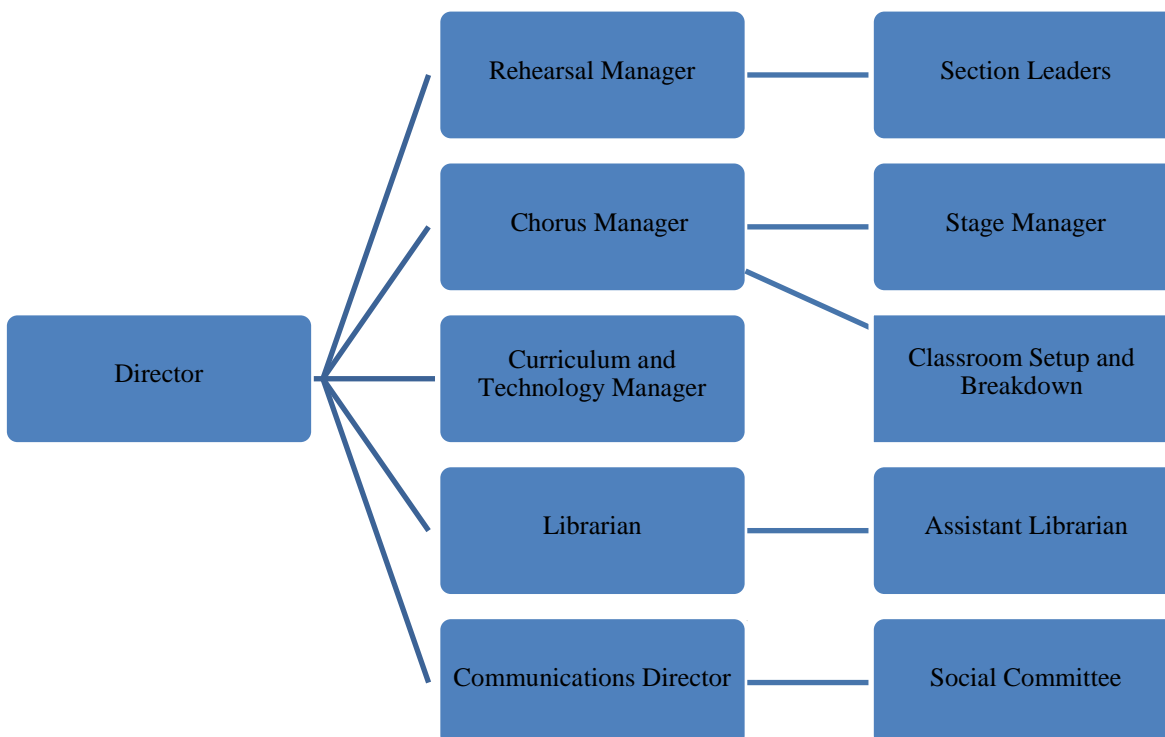 Rehearsal Manager
Section Leaders
Chorus Manager
Stage Manager
Director
Curriculum and
Technology Manager
Classroom Setup and
Breakdown
Librarian
Assistant Librarian
Communications Director
Social Committee